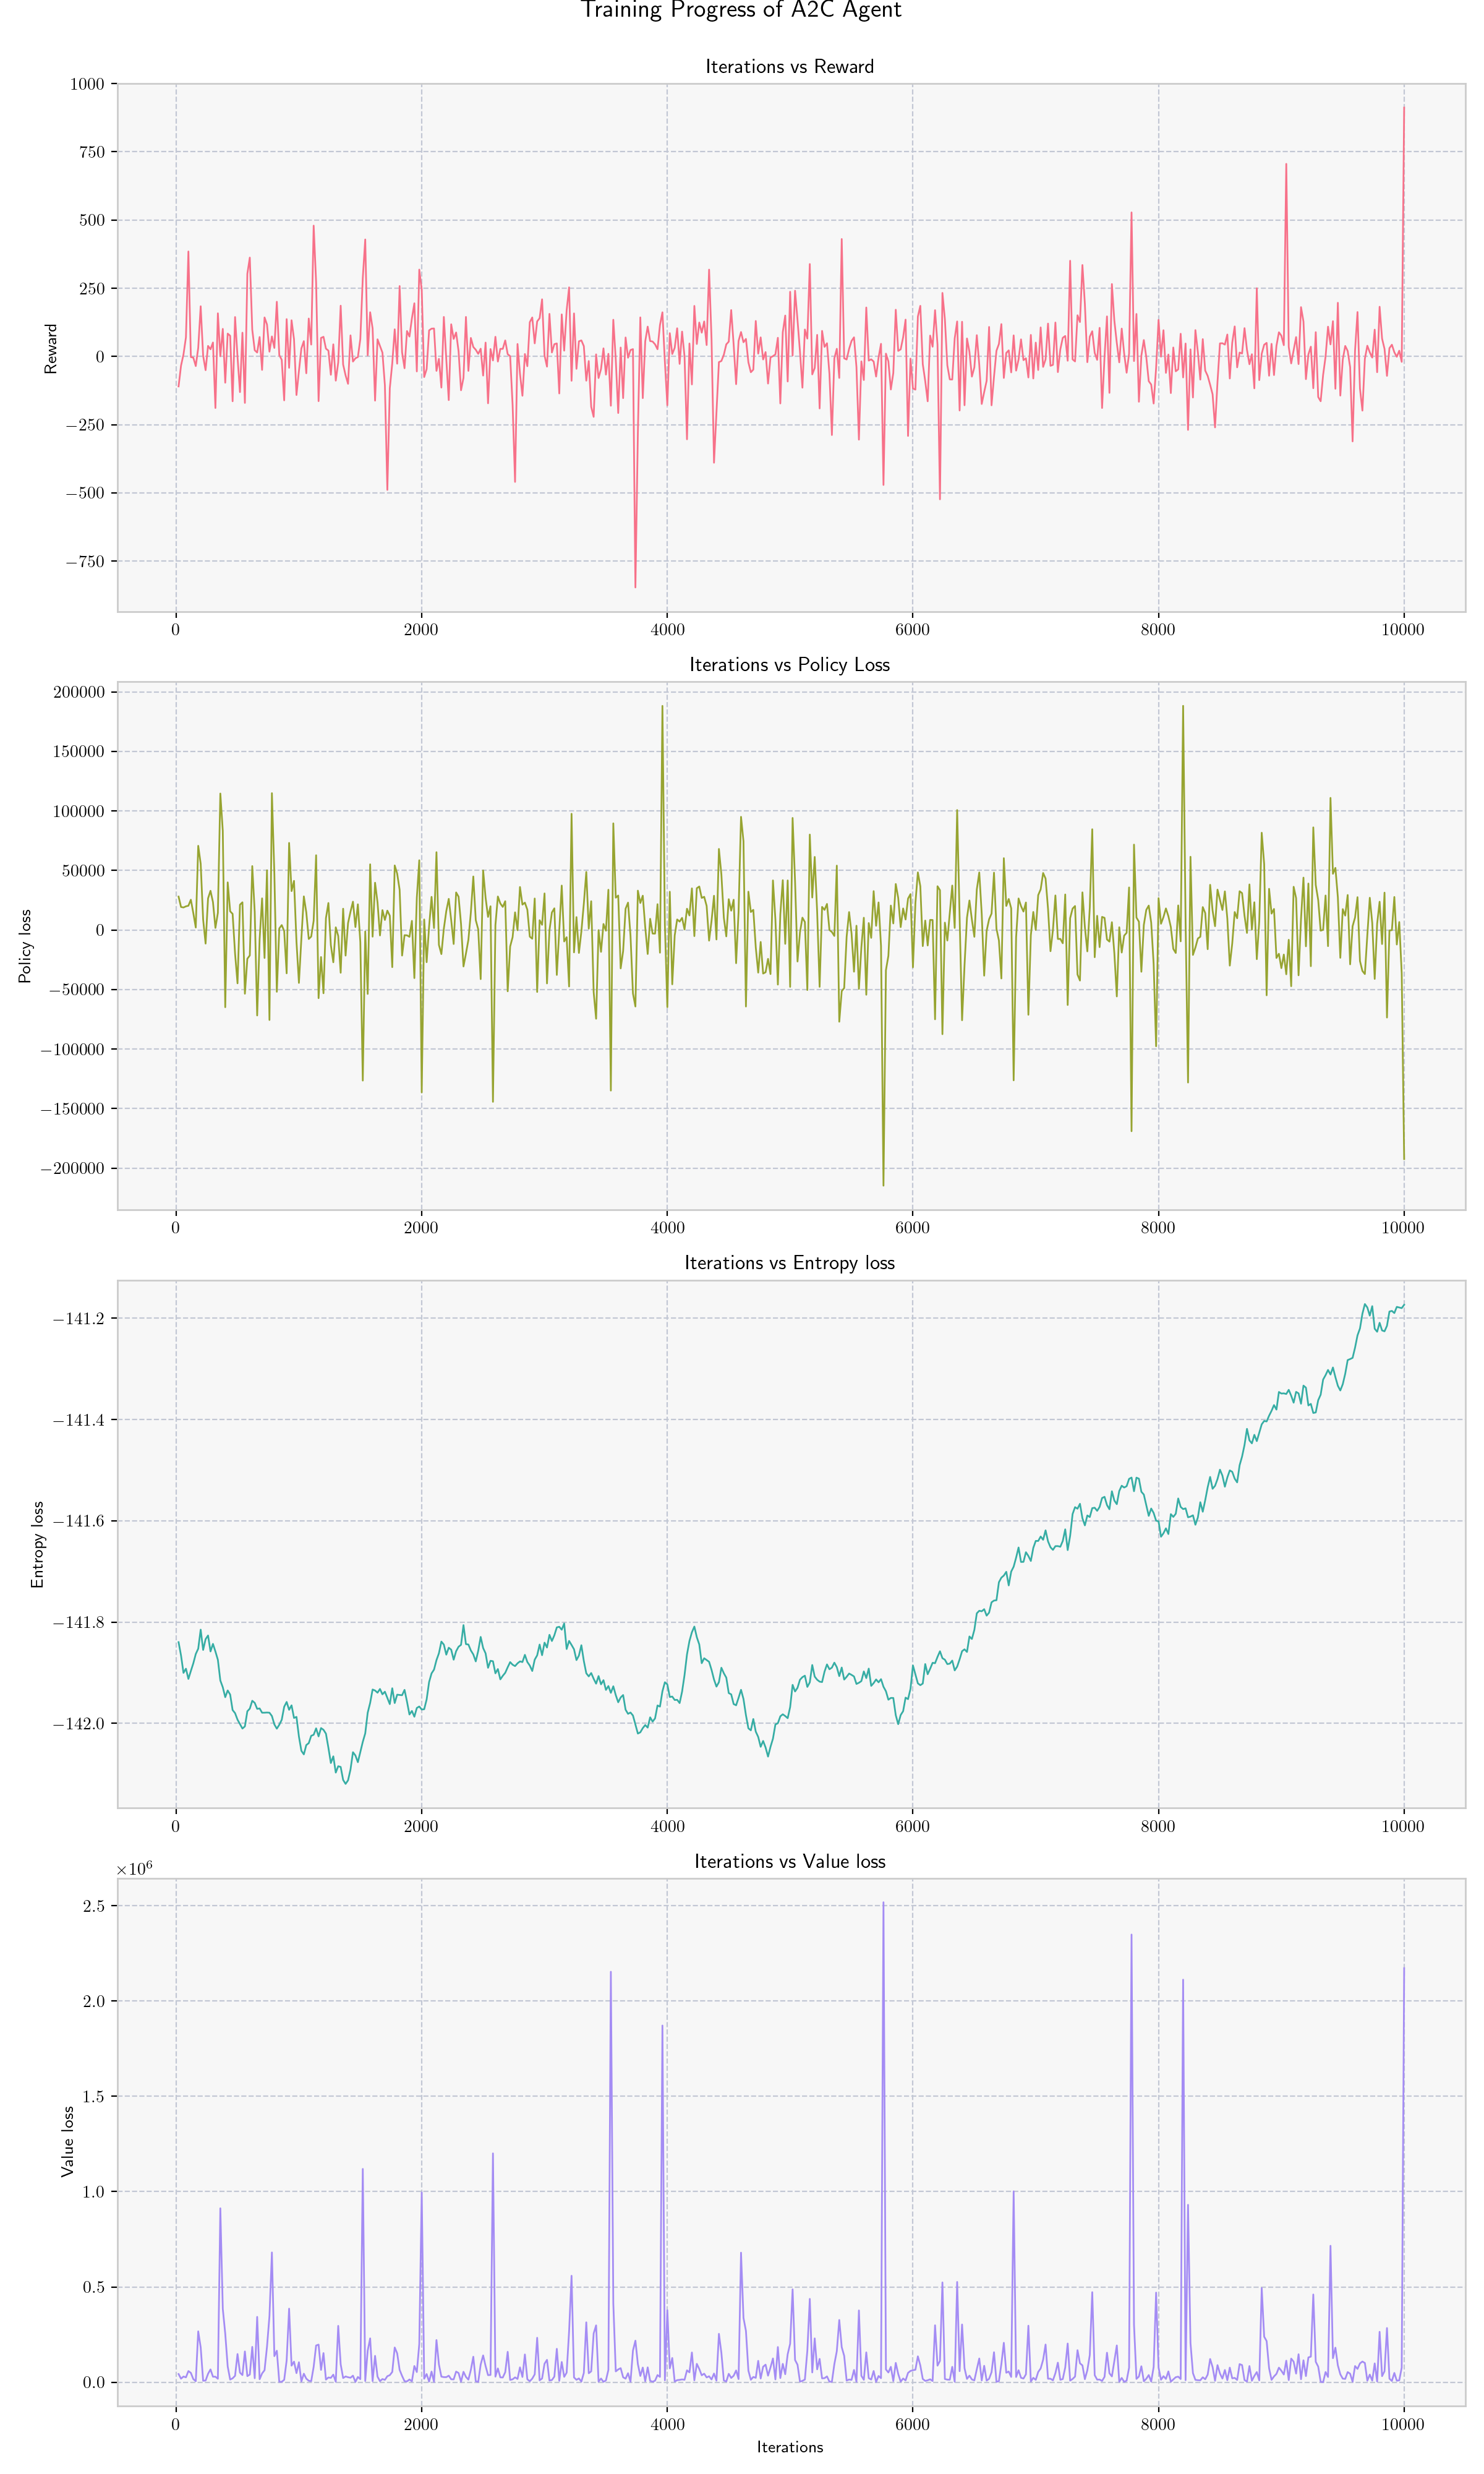 Training Progress of A2C Agent
Iterations vs Reward
1000
750
500
250
0
−250
−500
−750
Reward
0 2000 4000 6000 8000 10000
Iterations vs Policy Loss
200000
150000
100000
50000
0
−50000
−100000
−150000
−200000
Policy loss
0 2000 4000 6000 8000 10000
Iterations vs Entropy loss
−141.2
−141.4
−141.6
−141.8
−142.0
Entropy loss
0 2000 4000 6000 8000 10000
Iterations vs Value loss
×10⁶
2.5
2.0
1.5
1.0
0.5
0.0
Value loss
0 2000 4000 6000 8000 10000
Iterations